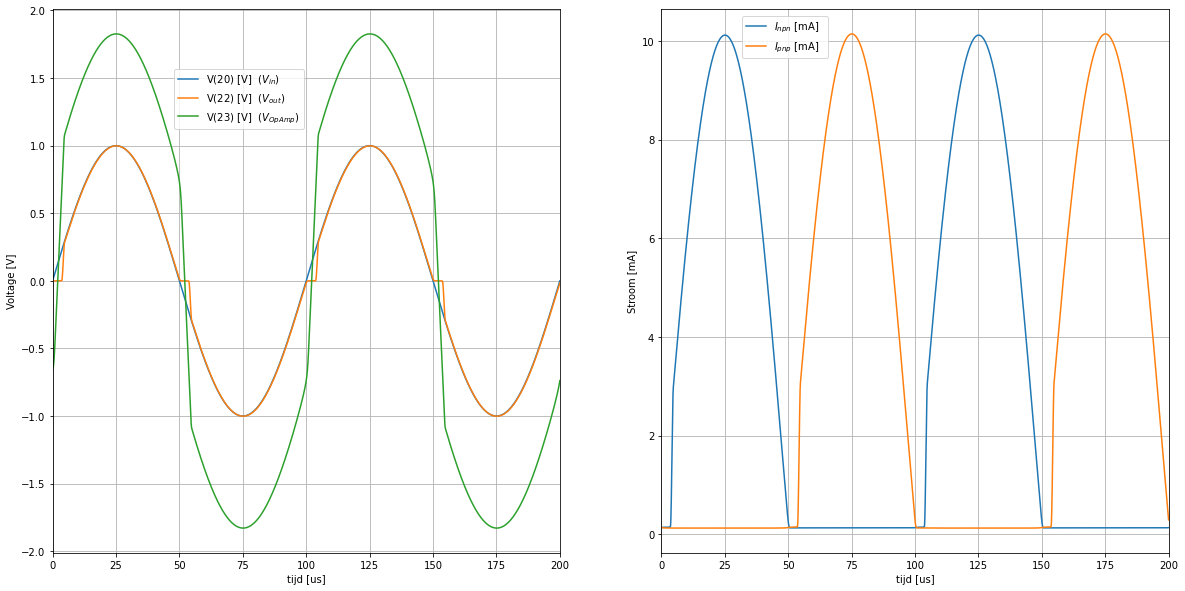 2.0
1.5
1.0
0.5
0.0
−0.5
−1.0
−1.5
−2.0
Voltage [V]
V(20) [V] (V_in)
V(22) [V] (V_out)
V(23) [V] (V_OpAmp)
0 25 50 75 100 125 150 175 200
tijd [us]
10
8
6
4
2
0
Stroom [mA]
I_npn [mA]
I_pnp [mA]
0 25 50 75 100 125 150 175 200
tijd [us]